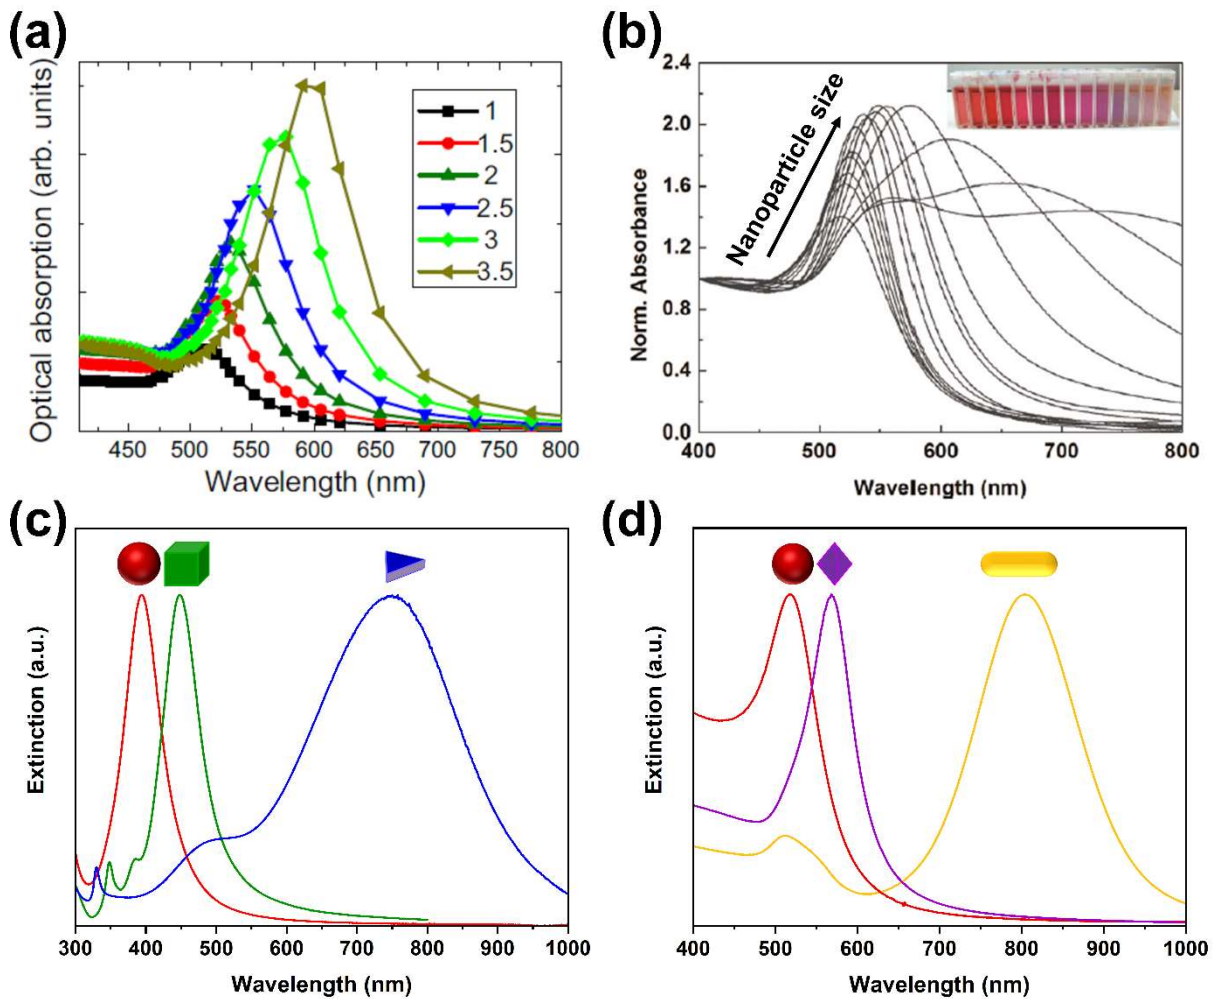 (a)
Optical absorption (arb. units)
1
1.5
2
2.5
3
3.5
450 500 550 600 650 700 750 800
Wavelength (nm)
(b)
Norm. Absorbance
2.4
2.0
1.6
1.2
0.8
0.4
0.0
Nanoparticle size
400 500 600 700 800
Wavelength (nm)
(c)
Extinction (a.u.)
300 400 500 600 700 800 900 1000
Wavelength (nm)
(d)
Extinction (a.u.)
400 500 600 700 800 900 1000
Wavelength (nm)